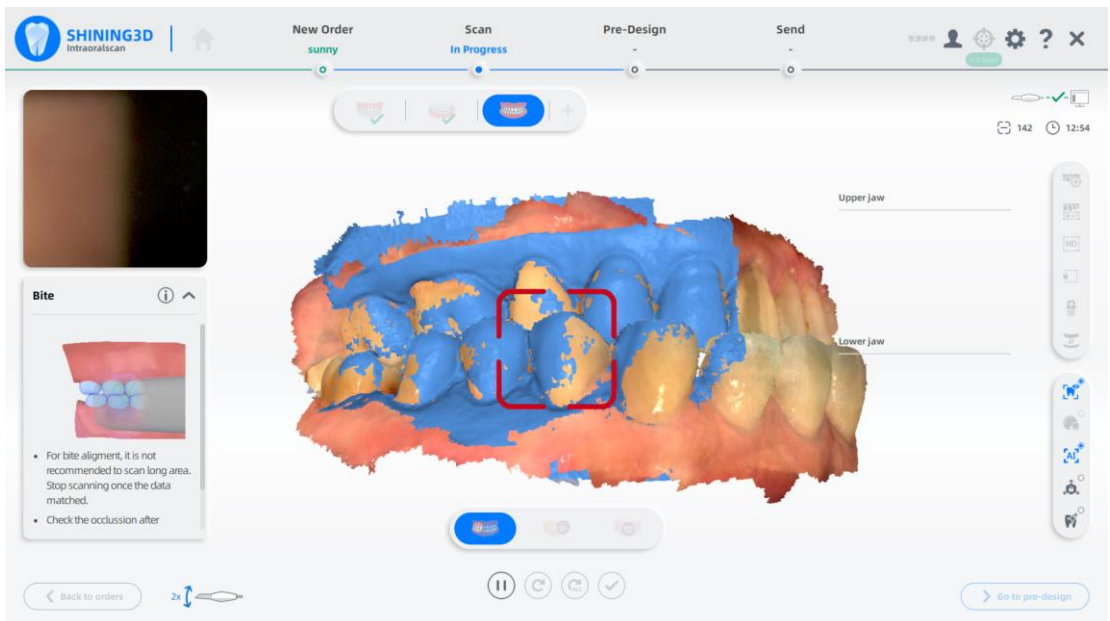 SHINING3D
Intraoralscan
New Order
sunny
Scan
In Progress
Pre-Design
-
Send
-
142
12:54
Upper jaw
Lower jaw
HD
Bite
• For bite aligment, it is not
recommended to scan long area.
Stop scanning once the data
matched.
• Check the occlussion after
AI
Back to orders
2x
Go to pre-design